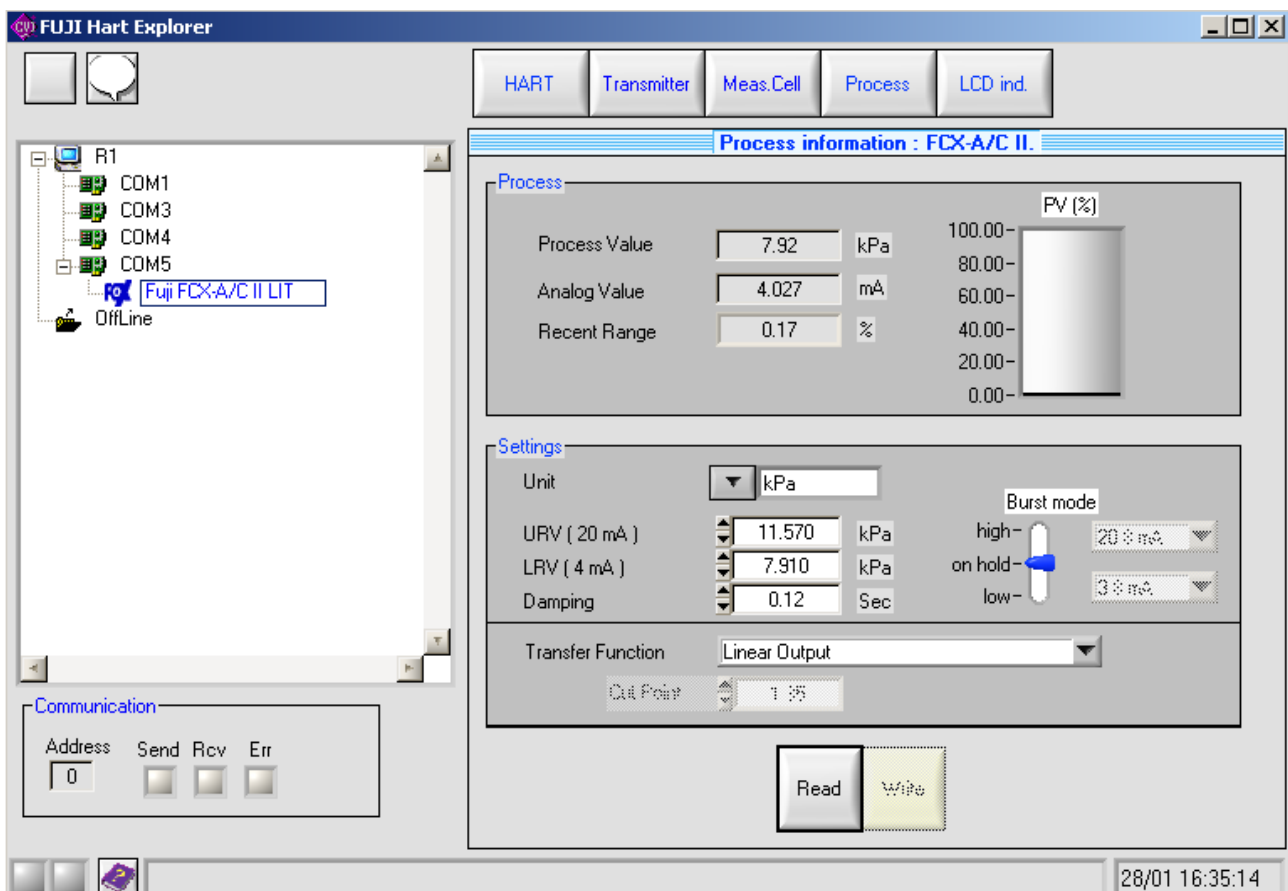 FUJI Hart Explorer
HART Transmitter Meas.Cell Process LCD ind.
R1
COM1
COM3
COM4
COM5
Fuji FCX-A/C II LIT
OffLine
Process information : FCX-A/C II.
Process
PV (%)
Process Value 7.92 kPa
Analog Value 4.027 mA
Recent Range 0.17 %
100.00
80.00
60.00
40.00
20.00
0.00
Settings
Unit kPa
Burst mode
URV ( 20 mA ) 11.570 kPa
LRV ( 4 mA ) 7.910 kPa
Damping 0.12 Sec
high
on hold
low
Transfer Function Linear Output
Cut Point
Read Write
Communication
Address Send Rcv Err
0
28/01 16:35:14